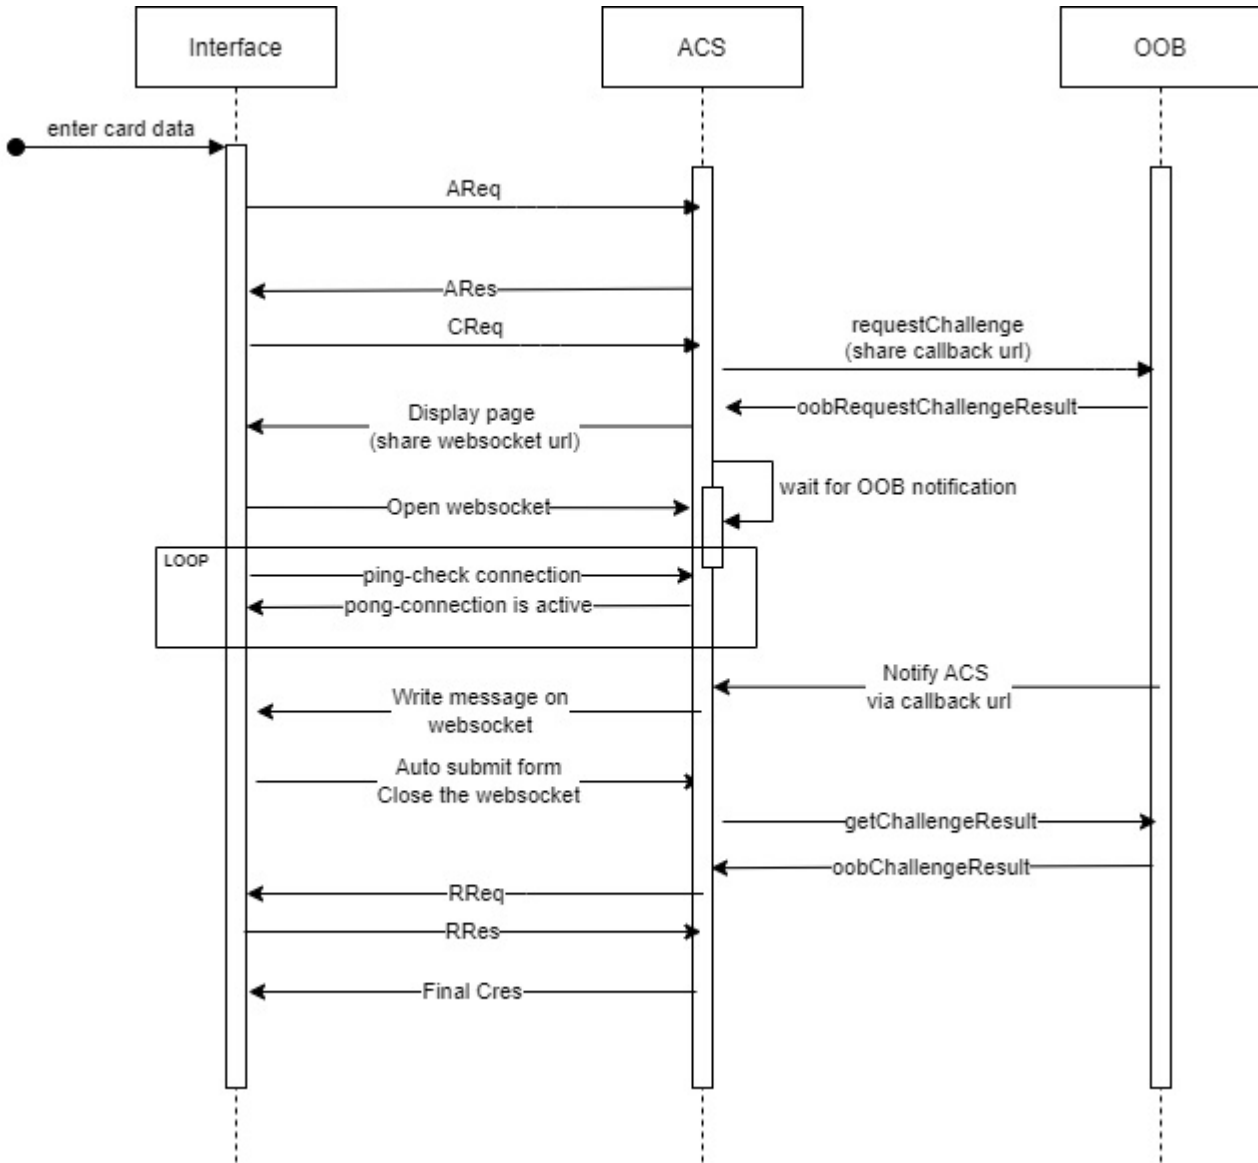 Interface
ACS
OOB
enter card data
AReq
ARes
CReq
requestChallenge
(share callback url)
oobRequestChallengeResult
Display page
(share websocket url)
wait for OOB notification
Open websocket
LOOP
ping-check connection
pong-connection is active
Notify ACS
via callback url
Write message on
websocket
Auto submit form
Close the websocket
getChallengeResult
oobChallengeResult
RReq
RRes
Final Cres